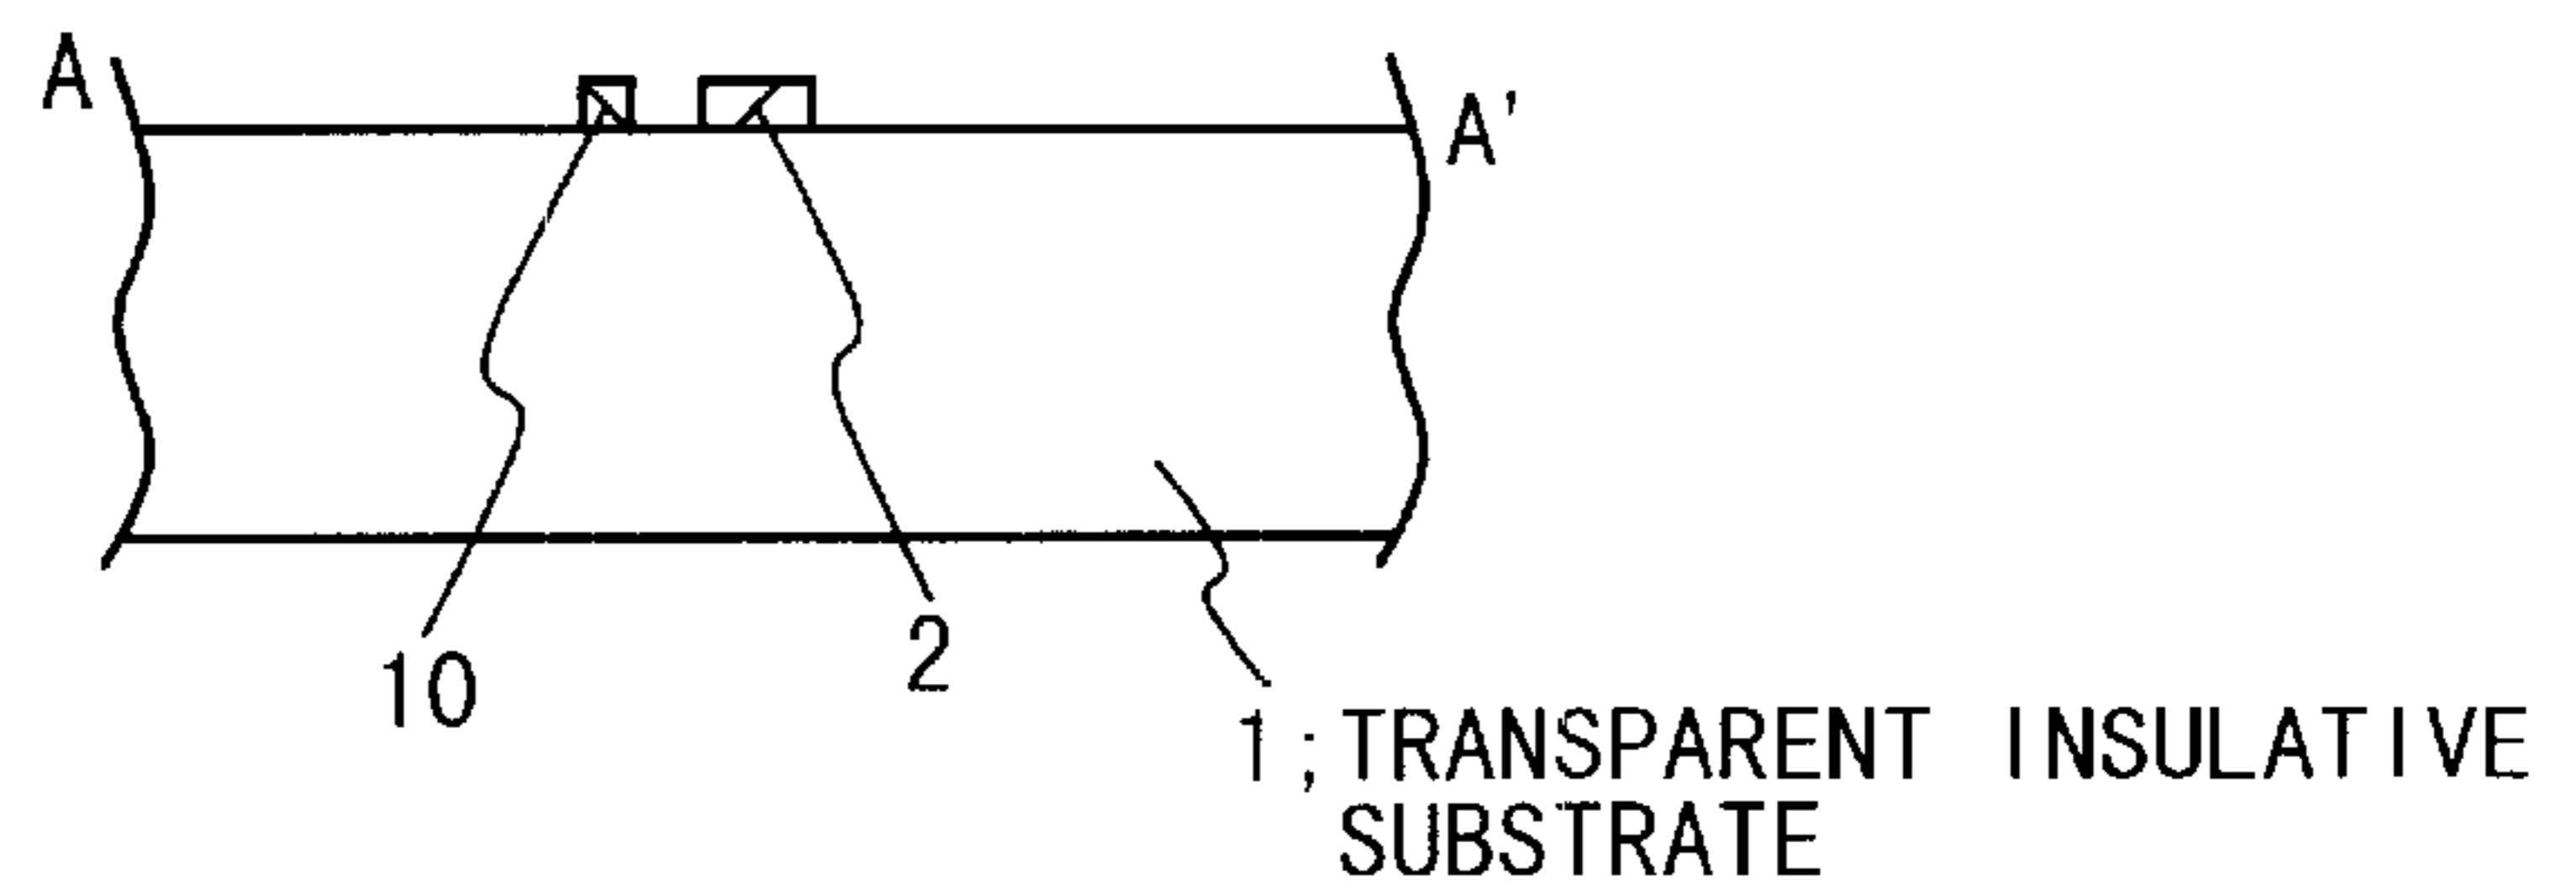 A
A'
10
2
1;TRANSPARENT INSULATIVE
SUBSTRATE